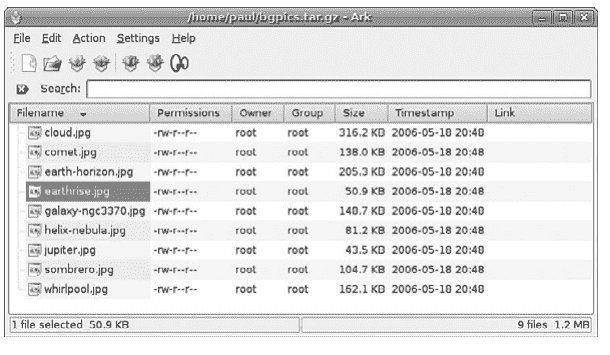 /home/paul/bgpics.tar.gz - Ark
File Edit Action Settings Help
Search:
Filename Permissions Owner Group Size Timestamp Link
cloud.jpg -rw-r--r-- root root 316.2 KB 2006-05-18 20:48
comet.jpg -rw-r--r-- root root 138.0 KB 2006-05-18 20:48
earth-horizon.jpg -rw-r--r-- root root 205.3 KB 2006-05-18 20:48
earthrise.jpg -rw-r--r-- root root 50.9 KB 2006-05-18 20:48
galaxy-ngc3370.jpg -rw-r--r-- root root 148.7 KB 2006-05-18 20:48
helix-nebula.jpg -rw-r--r-- root root 81.2 KB 2006-05-18 20:48
jupiter.jpg -rw-r--r-- root root 43.5 KB 2006-05-18 20:48
sombrero.jpg -rw-r--r-- root root 104.7 KB 2006-05-18 20:48
whirlpool.jpg -rw-r--r-- root root 162.1 KB 2006-05-18 20:48
1 file selected 50.9 KB 9 files 1.2 MB